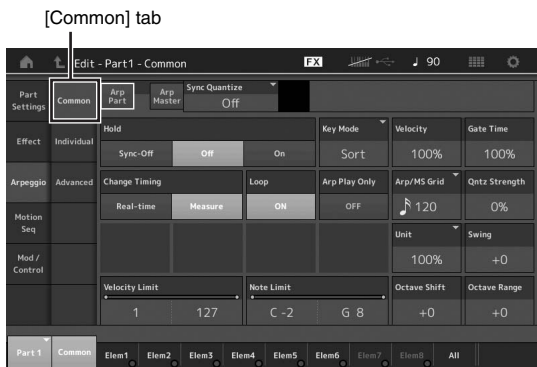 [Common] tab
Edit - Part1 - Common
FX
♩ 90
Part Settings
Common
Arp Part
Arp Master
Sync Quantize
Off
Effect
Individual
Hold
Sync-Off
Off
On
Key Mode
Sort
Velocity
100%
Gate Time
100%
Arpeggio
Advanced
Change Timing
Real-time
Measure
Loop
ON
Arp Play Only
OFF
Arp/MS Grid
120
Qntz Strength
0%
Motion Seq
Unit
100%
Swing
+0
Mod / Control
Velocity Limit
1
127
Note Limit
C -2
G 8
Octave Shift
+0
Octave Range
+0
Part 1
Common
Elem1
Elem2
Elem3
Elem4
Elem5
Elem6
Elem7
Elem8
All